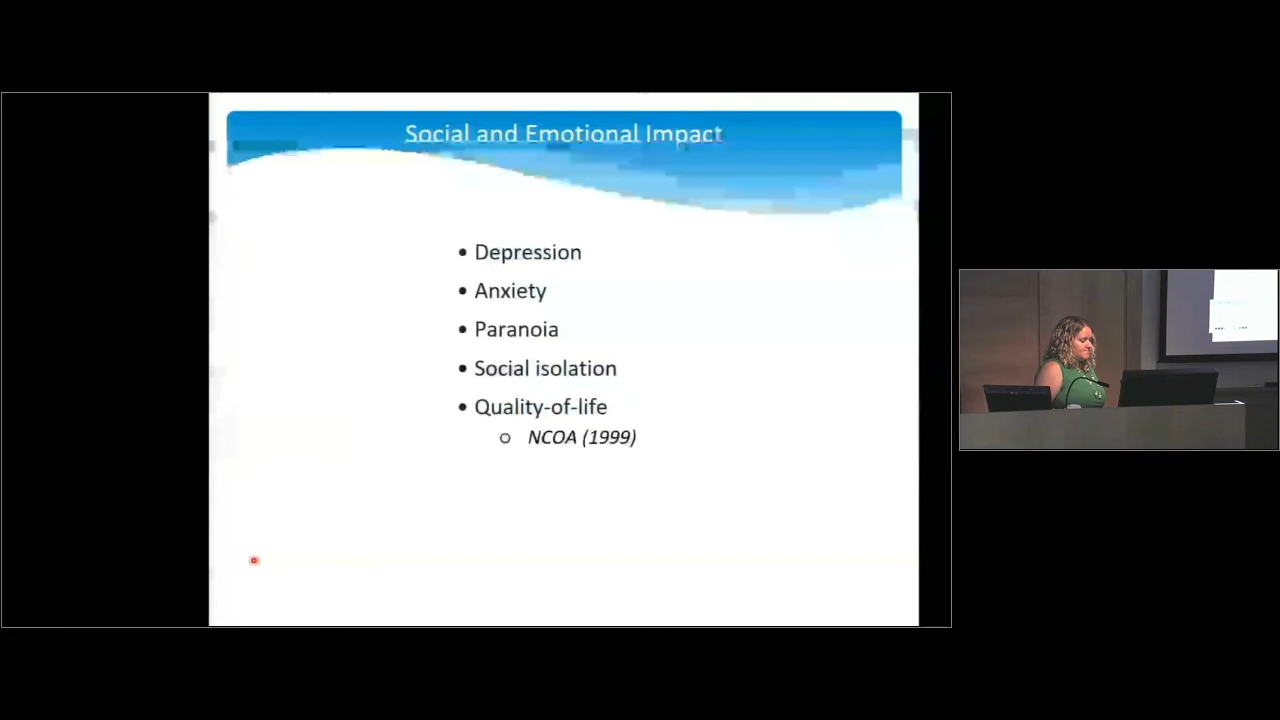 Social and Emotional Impact
• Depression
• Anxiety
• Paranoia
• Social isolation
• Quality-of-life
○ NCOA (1999)